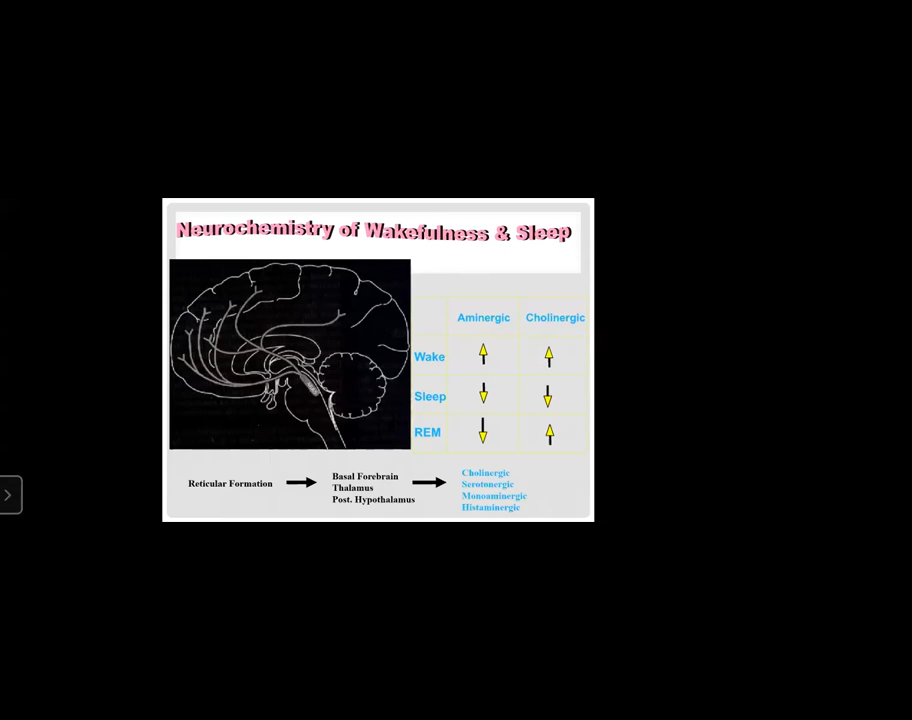 Neurochemistry of Wakefulness & Sleep
Aminergic Cholinergic
Wake
Sleep
REM
Reticular Formation
Basal Forebrain
Thalamus
Post. Hypothalamus
Cholinergic
Serotonergic
Monoaminergic
Histaminergic